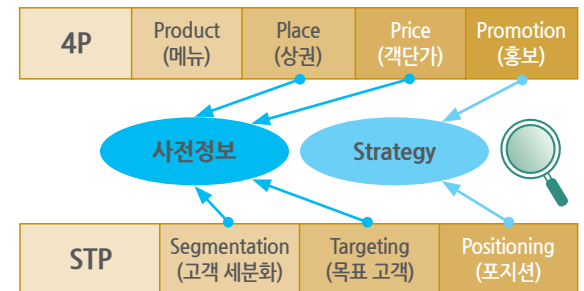 4P
Product
(메뉴)
Place
(상권)
Price
(객단가)
Promotion
(홍보)
사전정보
Strategy
STP
Segmentation
(고객 세분화)
Targeting
(목표 고객)
Positioning
(포지션)